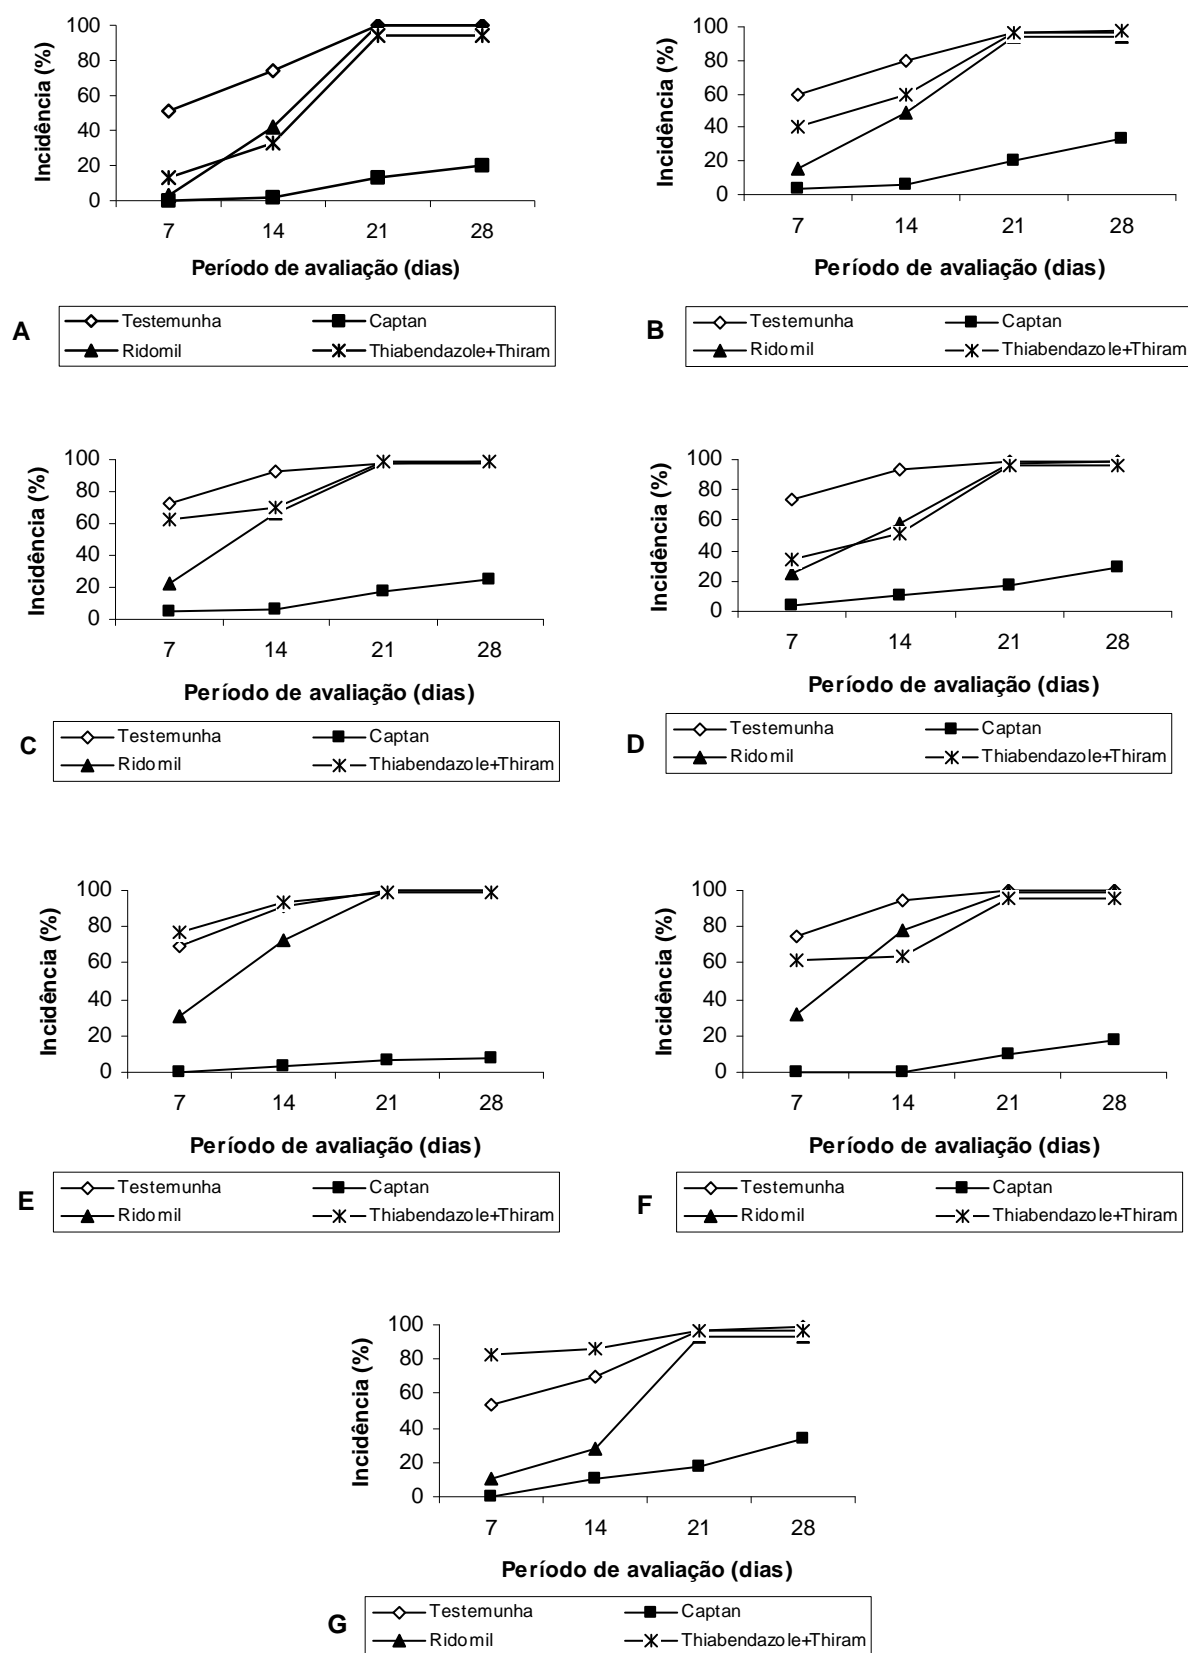 100
80
60
40
20
0
Incidência (%)
7 14 21 28
Período de avaliação (dias)
A
Testemunha Captan
Ridomil Thiabendazole+Thiram
100
80
60
40
20
0
Incidência (%)
7 14 21 28
Período de avaliação (dias)
B
Testemunha Captan
Ridomil Thiabendazole+Thiram
100
80
60
40
20
0
Incidência (%)
7 14 21 28
Período de avaliação (dias)
C
Testemunha Captan
Ridomil Thiabendazole+Thiram
100
80
60
40
20
0
Incidência (%)
7 14 21 28
Período de avaliação (dias)
D
Testemunha Captan
Ridomil Thiabendazole+Thiram
100
80
60
40
20
0
Incidência (%)
7 14 21 28
Período de avaliação (dias)
E
Testemunha Captan
Ridomil Thiabendazole+Thiram
100
80
60
40
20
0
Incidência (%)
7 14 21 28
Período de avaliação (dias)
F
Testemunha Captan
Ridomil Thiabendazole+Thiram
100
80
60
40
20
0
Incidência (%)
7 14 21 28
Período de avaliação (dias)
G
Testemunha Captan
Ridomil Thiabendazole+Thiram